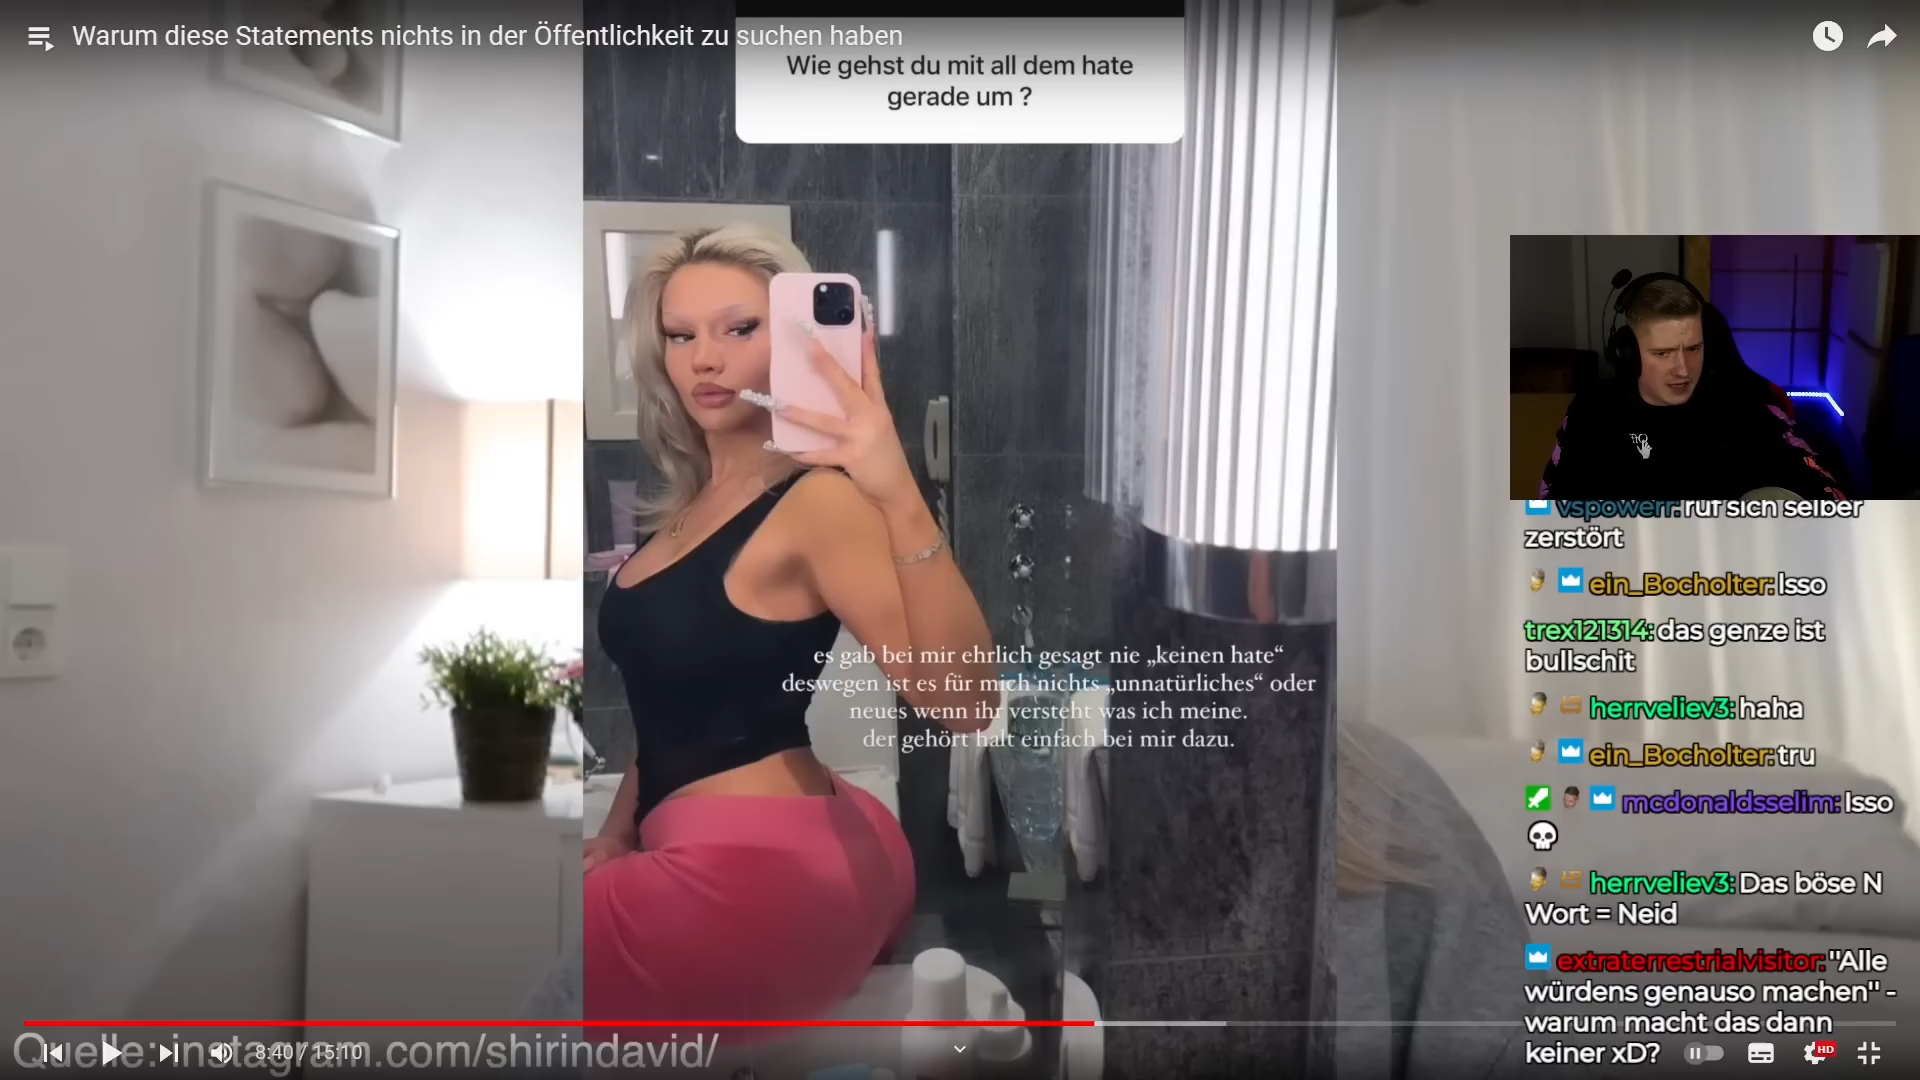 Warum diese Statements nichts in der Öffentlichkeit zu suchen haben
Wie gehst du mit all dem hate
gerade um ?
es gab bei mir ehrlich gesagt nie „keinen hate“
deswegen ist es für mich nichts „unnatürliches“ oder
neues wenn ihr versteht was ich meine.
der gehört halt einfach bei mir dazu.
vspowerr: ruf sich selber
zerstört
ein_Bocholter: Isso
trex121314: das genze ist
bullschit
herrveliev3: haha
ein_Bocholter: tru
mcdonaldsselim: Isso
herrveliev3: Das böse N
Wort = Neid
extraterrestrialvisitor: "Alle
würdens genauso machen" -
warum macht das dann
keiner xD?
Quelle: instagram.com/shirindavid/
8:40 / 15:10
HD